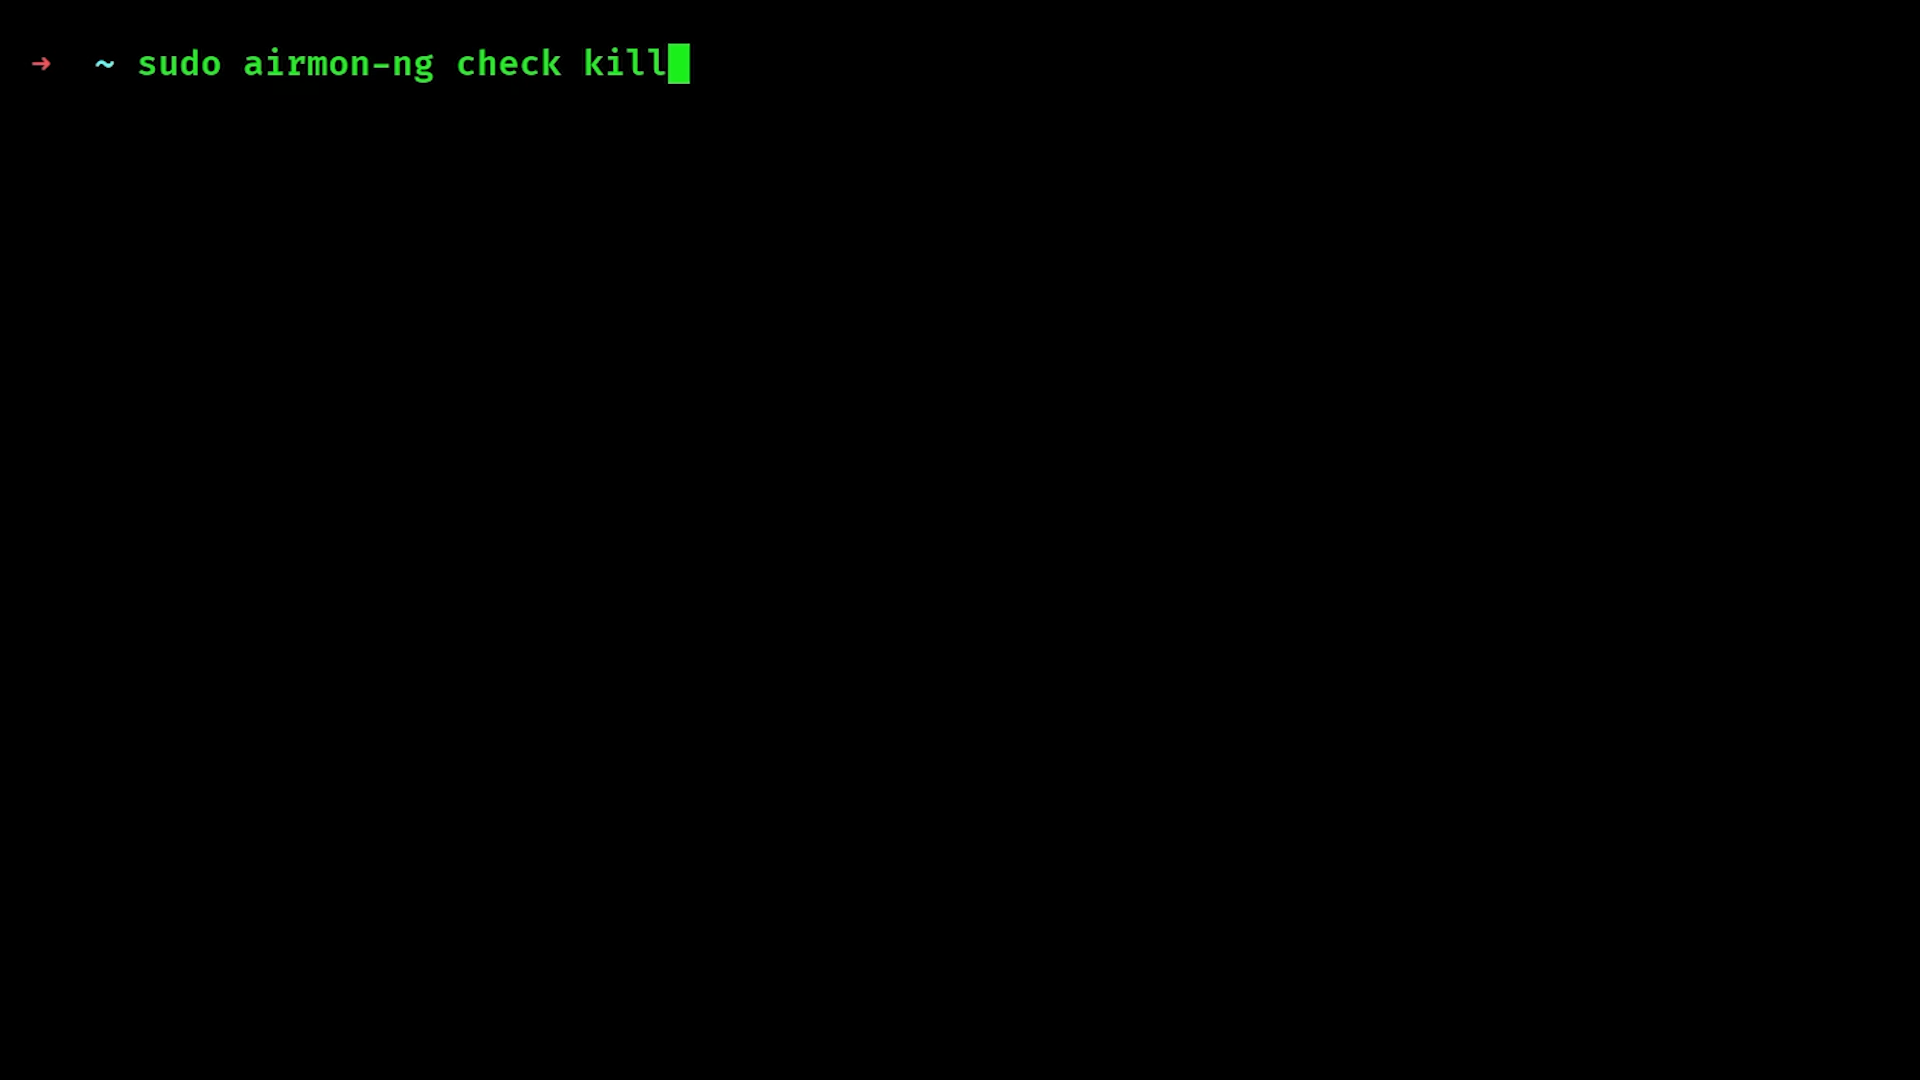 ➜ ~ sudo airmon-ng check kill